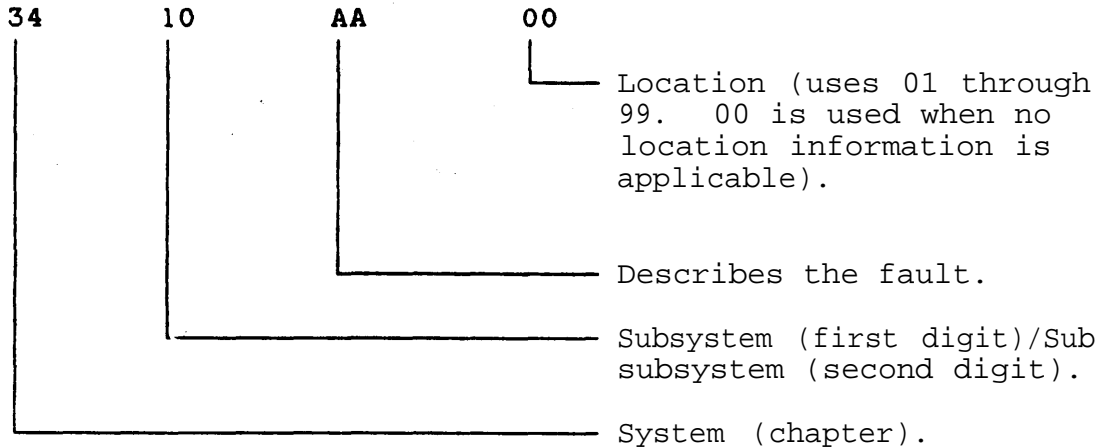 34 10 AA 00
Location (uses 01 through
99. 00 is used when no
location information is
applicable).
Describes the fault.
Subsystem (first digit)/Sub
subsystem (second digit).
System (chapter).